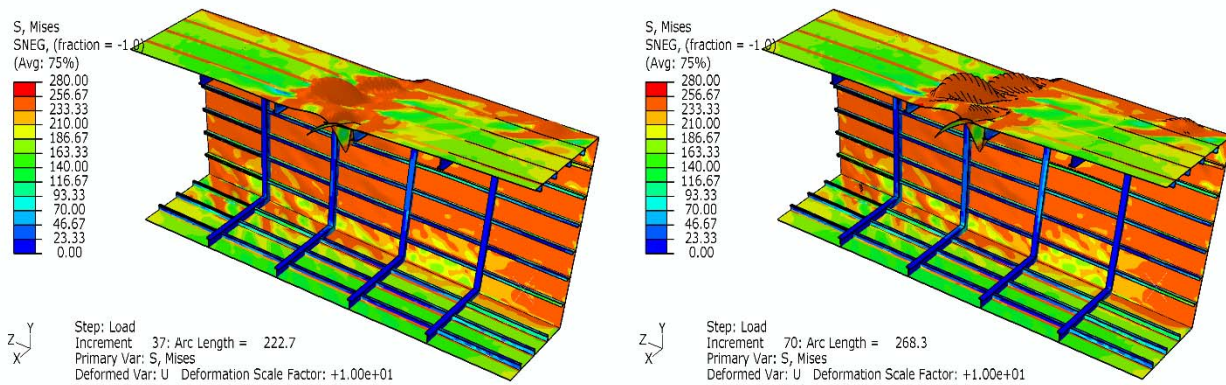 S, Mises
SNEG, (fraction = -1.0)
(Avg: 75%)
280.00
256.67
233.33
210.00
186.67
163.33
140.00
116.67
93.33
70.00
46.67
23.33
0.00
Y
Z
X
Step: Load
Increment 37: Arc Length = 222.7
Primary Var: S, Mises
Deformed Var: U Deformation Scale Factor: +1.00e+01
S, Mises
SNEG, (fraction = -1.0)
(Avg: 75%)
280.00
256.67
233.33
210.00
186.67
163.33
140.00
116.67
93.33
70.00
46.67
23.33
0.00
Y
Z
X
Step: Load
Increment 70: Arc Length = 268.3
Primary Var: S, Mises
Deformed Var: U Deformation Scale Factor: +1.00e+01